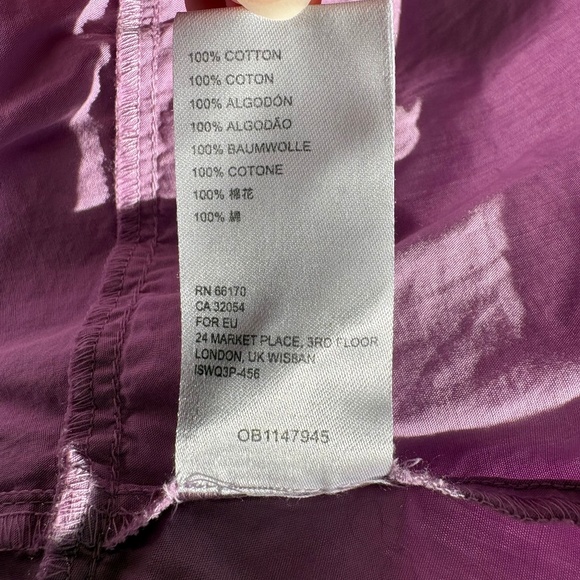 100% COTTON
100% COTON
100% ALGODÓN
100% ALGODÃO
100% BAUMWOLLE
100% COTONE
100% 棉花
100% 綿
RN 66170
CA 32054
FOR EU
24 MARKET PLACE, 3RD FLOOR
LONDON, UK WIS8AN
ISWQ3P-456
OB1147945